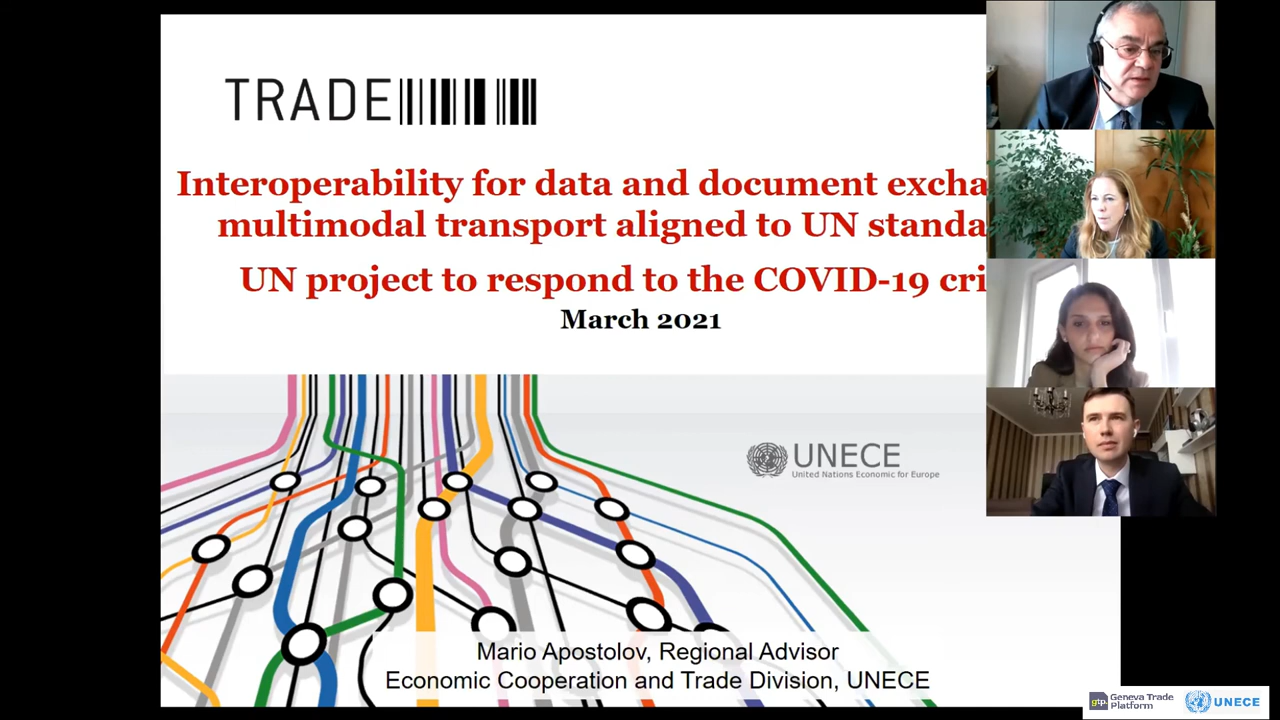 TRADE
Interoperability for data and document excha
multimodal transport aligned to UN standa
UN project to respond to the COVID-19 cri
March 2021
UNECE
United Nations Economic for Europe
Mario Apostolov, Regional Advisor
Economic Cooperation and Trade Division, UNECE
gtp Geneva Trade
Platform
UNECE